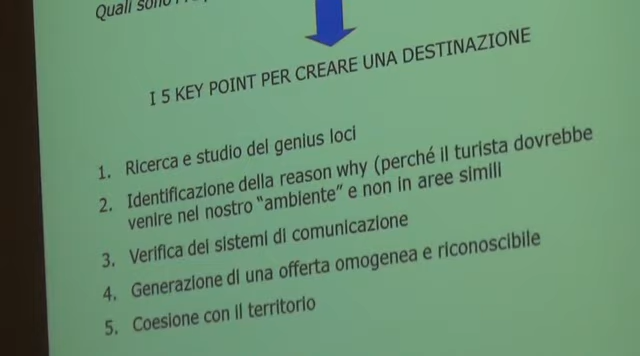 Quali sono
I 5 KEY POINT PER CREARE UNA DESTINAZIONE
1. Ricerca e studio del genius loci
2. Identificazione della reason why (perché il turista dovrebbe
venire nel nostro “ambiente” e non in aree simili
3. Verifica dei sistemi di comunicazione
4. Generazione di una offerta omogenea e riconoscibile
5. Coesione con il territorio